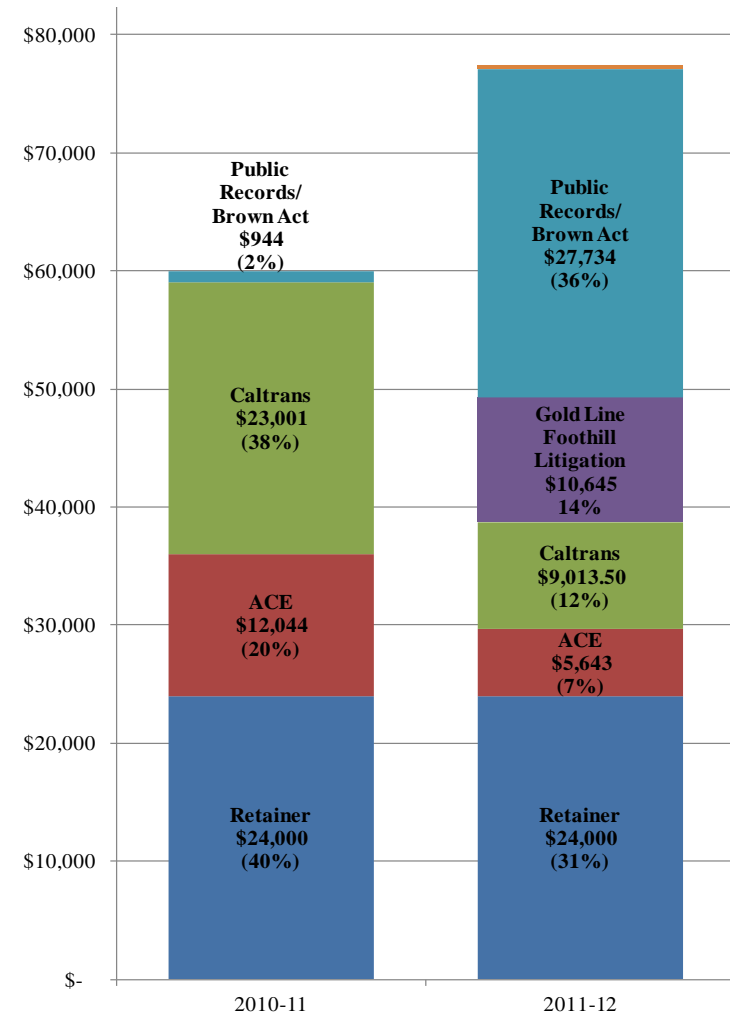 $80,000
$70,000
$60,000
$50,000
$40,000
$30,000
$20,000
$10,000
$-
Public
Records/
Brown Act
$944
(2%)
Caltrans
$23,001
(38%)
ACE
$12,044
(20%)
Retainer
$24,000
(40%)
Public
Records/
Brown Act
$27,734
(36%)
Gold Line
Foothill
Litigation
$10,645
14%
Caltrans
$9,013.50
(12%)
ACE
$5,643
(7%)
Retainer
$24,000
(31%)
2010-11
2011-12